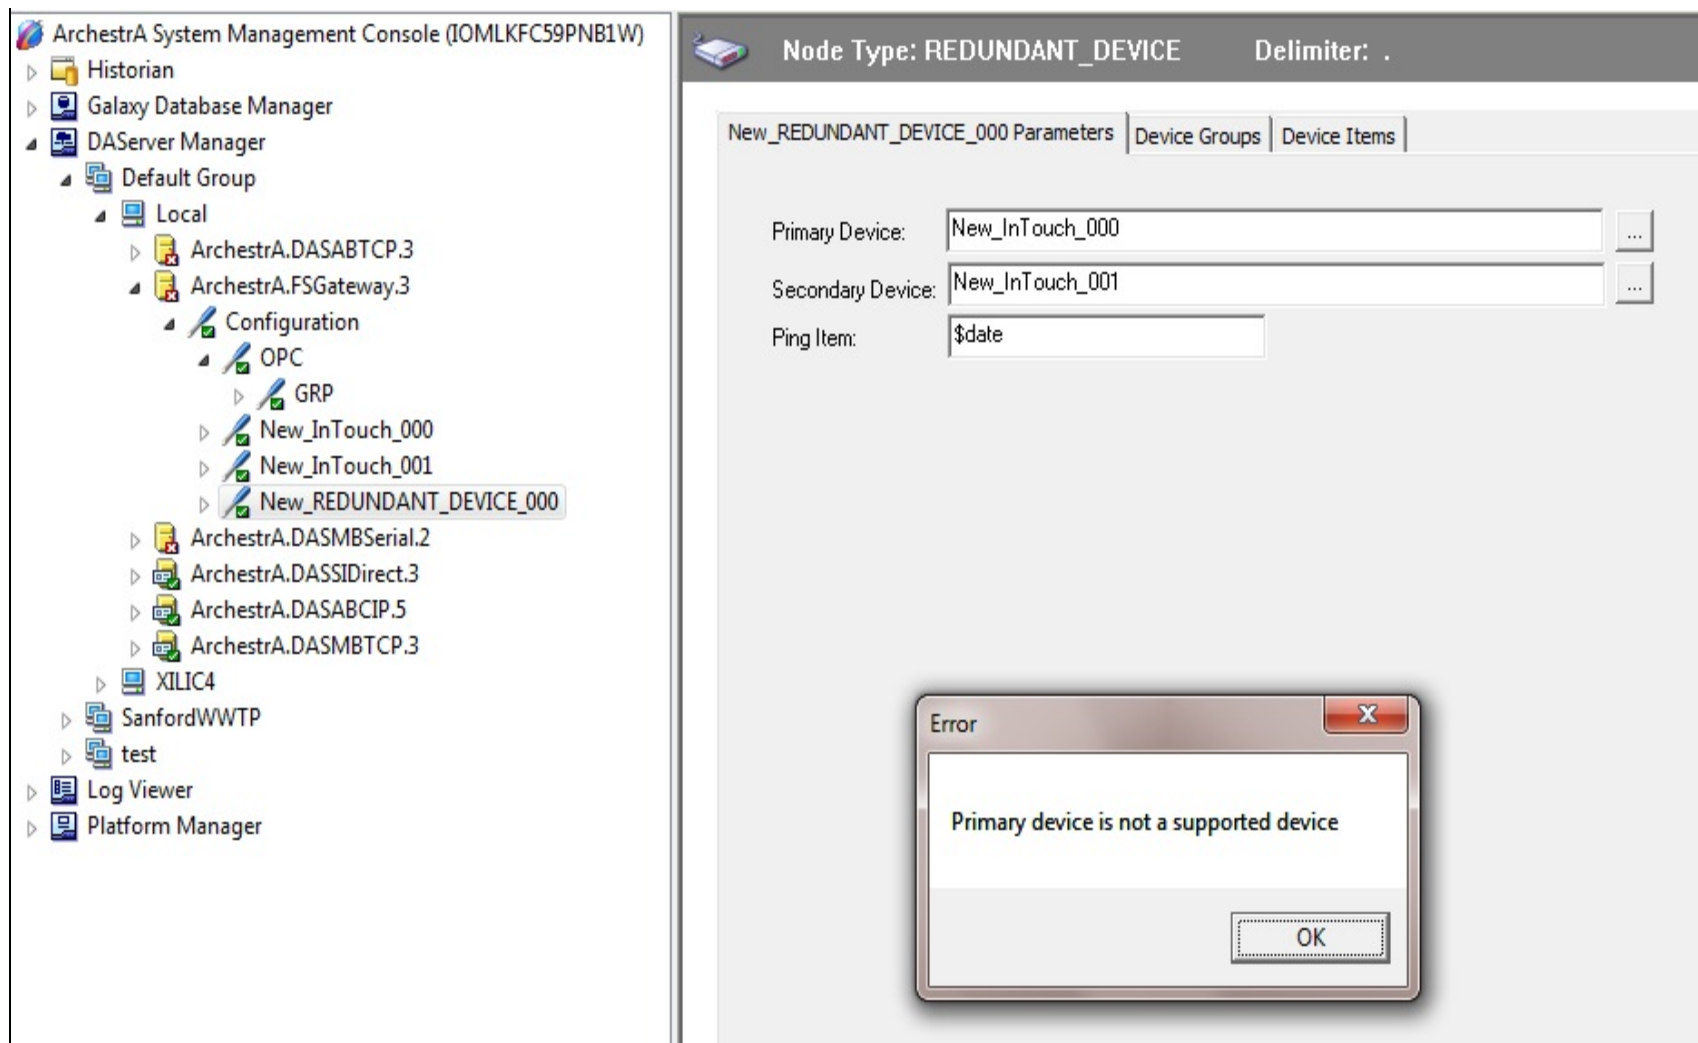 ArchestrA System Management Console (IOMLKFC59PNB1W)
Historian
Galaxy Database Manager
DAServer Manager
Default Group
Local
ArchestrA.DASABTCP.3
ArchestrA.FSGateway.3
Configuration
OPC
GRP
New_InTouch_000
New_InTouch_001
New_REDUNDANT_DEVICE_000
ArchestrA.DASMBSerial.2
ArchestrA.DASSIDirect.3
ArchestrA.DASABCIP.5
ArchestrA.DASMBTCP.3
XILIC4
SanfordWWTP
test
Log Viewer
Platform Manager
Node Type: REDUNDANT_DEVICE Delimiter: .
New_REDUNDANT_DEVICE_000 Parameters Device Groups Device Items
Primary Device: New_InTouch_000 ...
Secondary Device: New_InTouch_001 ...
Ping Item: $date
Error
Primary device is not a supported device
OK